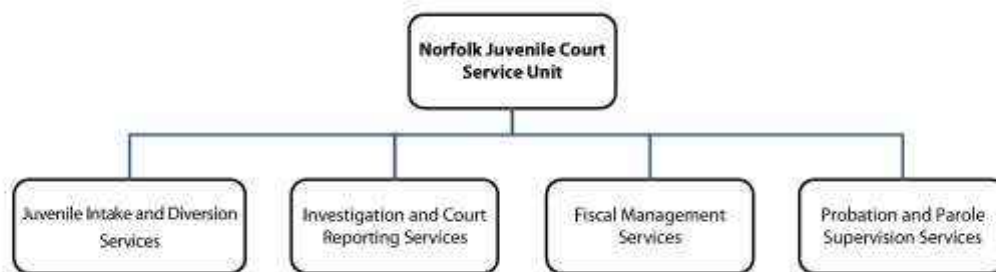 Norfolk Juvenile Court
Service Unit
Juvenile Intake and Diversion
Services
Investigation and Court
Reporting Services
Fiscal Management
Services
Probation and Parole
Supervision Services